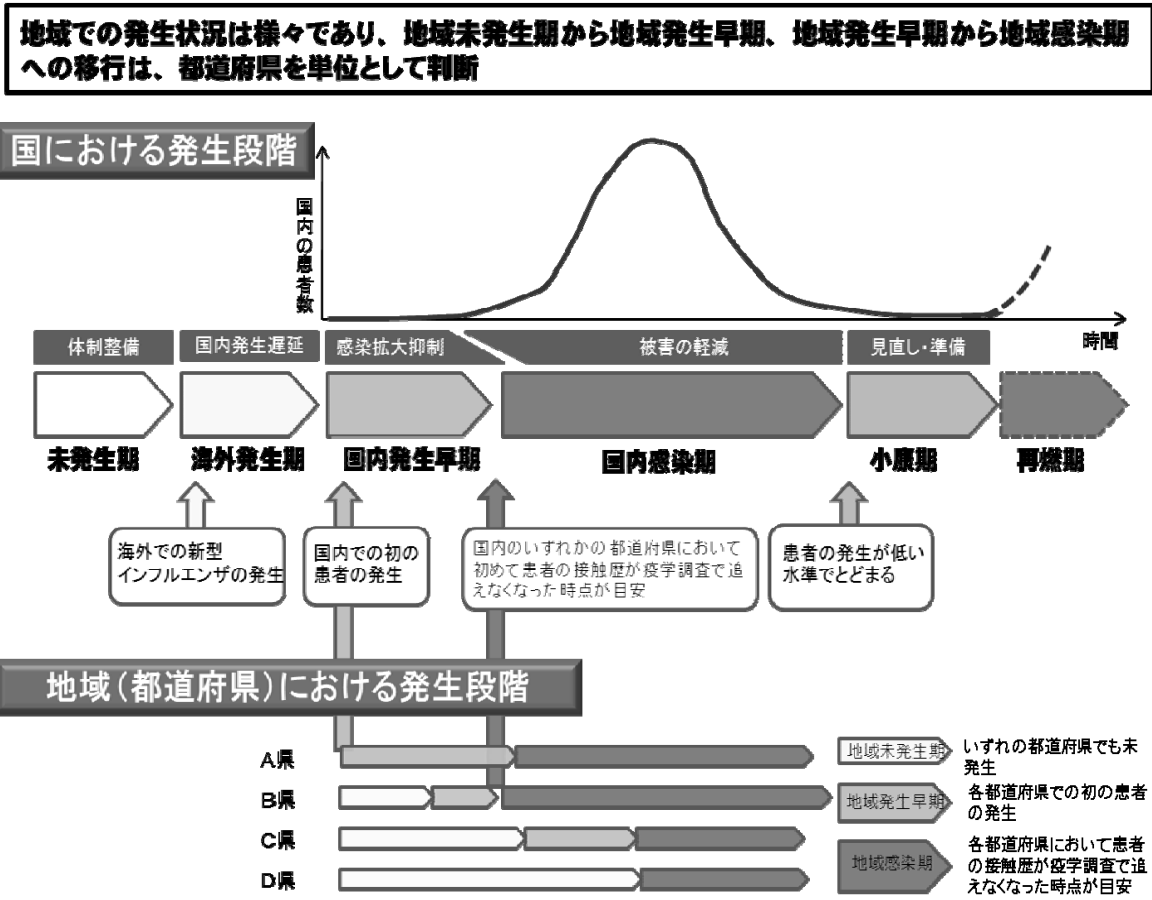 地域での発生状況は様々であり、地域未発生期から地域発生早期、地域発生早期から地域感染期
への移行は、都道府県を単位として判断
国における発生段階
国内の患者数
時間
体制整備
国内発生遅延
感染拡大抑制
被害の軽減
見直し・準備
未発生期
海外発生期
国内発生早期
国内感染期
小康期
再燃期
海外での新型
インフルエンザの発生
国内での初の
患者の発生
国内のいずれかの都道府県において
初めて患者の接触歴が疫学調査で追
えなくなった時点が目安
患者の発生が低い
水準でとどまる
地域（都道府県）における発生段階
A県
B県
C県
D県
地域未発生期
いずれの都道府県でも未
発生
地域発生早期
各都道府県での初の患者
の発生
地域感染期
各都道府県において患者
の接触歴が疫学調査で追
えなくなった時点が目安